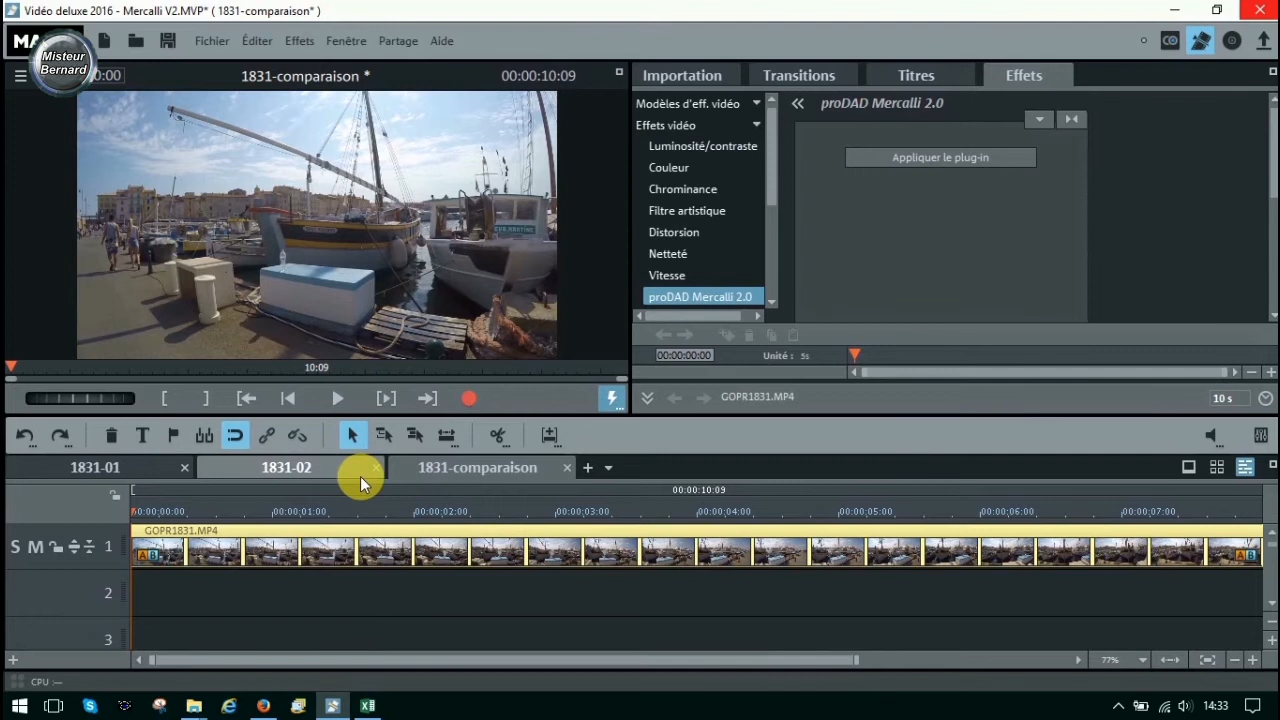 Vidéo deluxe 2016 - Mercalli V2.MVP* ( 1831-comparaison* )
MA
Misteur
Bernard
Fichier Éditer Effets Fenêtre Partage Aide
:00 1831-comparaison * 00:00:10:09
Importation Transitions Titres Effets
Modèles d'eff. vidéo
Effets vidéo
Luminosité/contraste
Couleur
Chrominance
Filtre artistique
Distorsion
Netteté
Vitesse
proDAD Mercalli 2.0
proDAD Mercalli 2.0
Appliquer le plug-in
10:09
00:00:00:00 Unité : 5s
GOPR1831.MP4 10 s
1831-01 1831-02 1831-comparaison
00:00:10:09
00:00:00:00 00:00:01:00 00:00:02:00 00:00:03:00 00:00:04:00 00:00:05:00 00:00:06:00 00:00:07:00
GOPR1831.MP4
S M 1
A B A B
2
3
77%
CPU :--
14:33